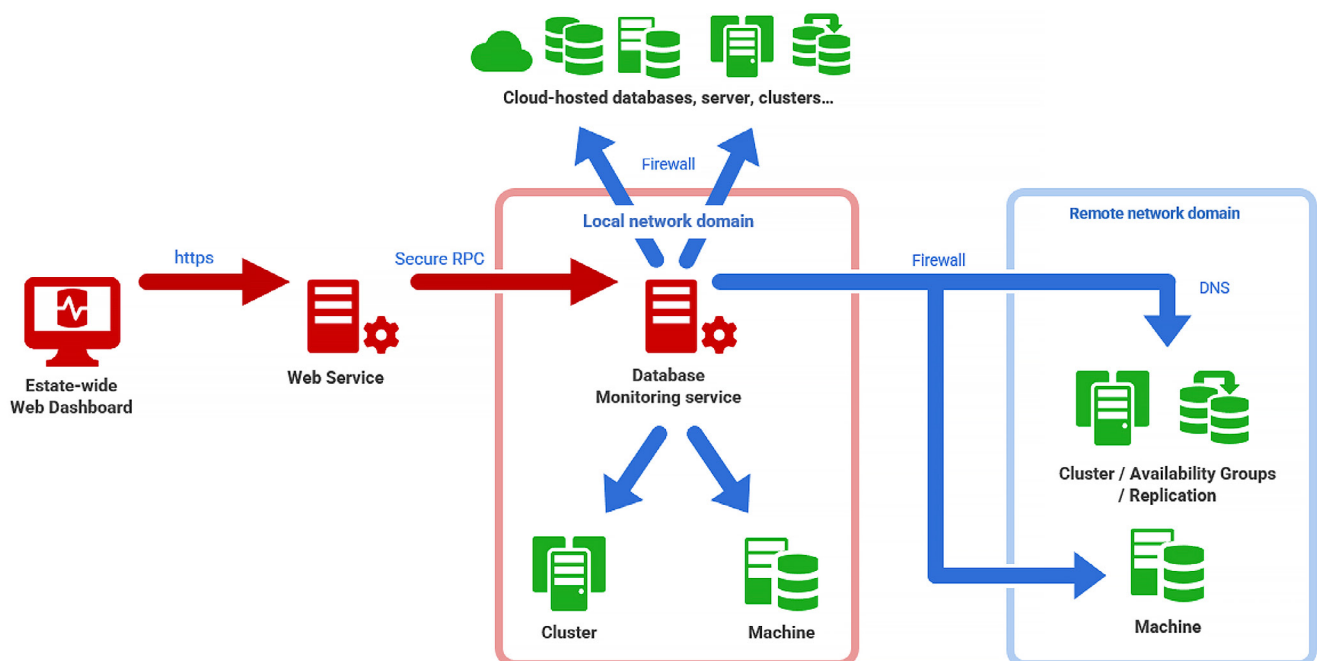 Cloud-hosted databases, server, clusters...
Firewall
Local network domain
Remote network domain
https
Secure RPC
Firewall
DNS
Estate-wide
Web Dashboard
Web Service
Database
Monitoring service
Cluster / Availability Groups
/ Replication
Cluster
Machine
Machine